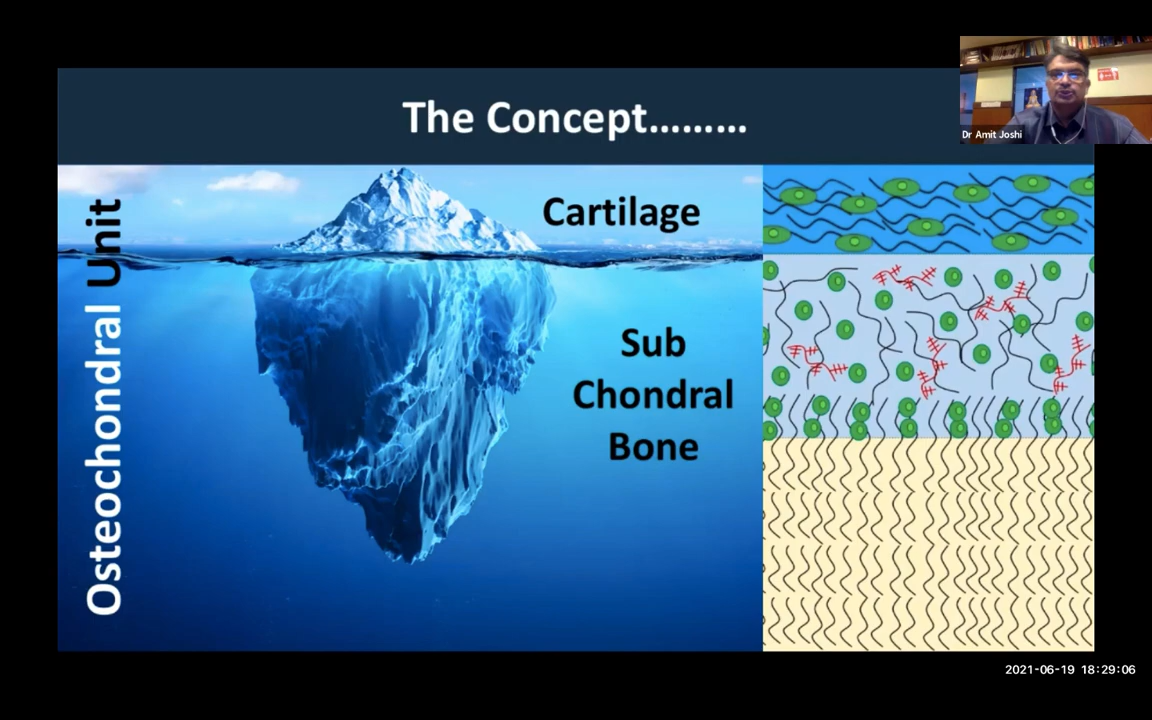 The Concept.........
Dr Amit Joshi
Osteochondral Unit
Cartilage
Sub
Chondral
Bone
2021-06-19 18:29:06